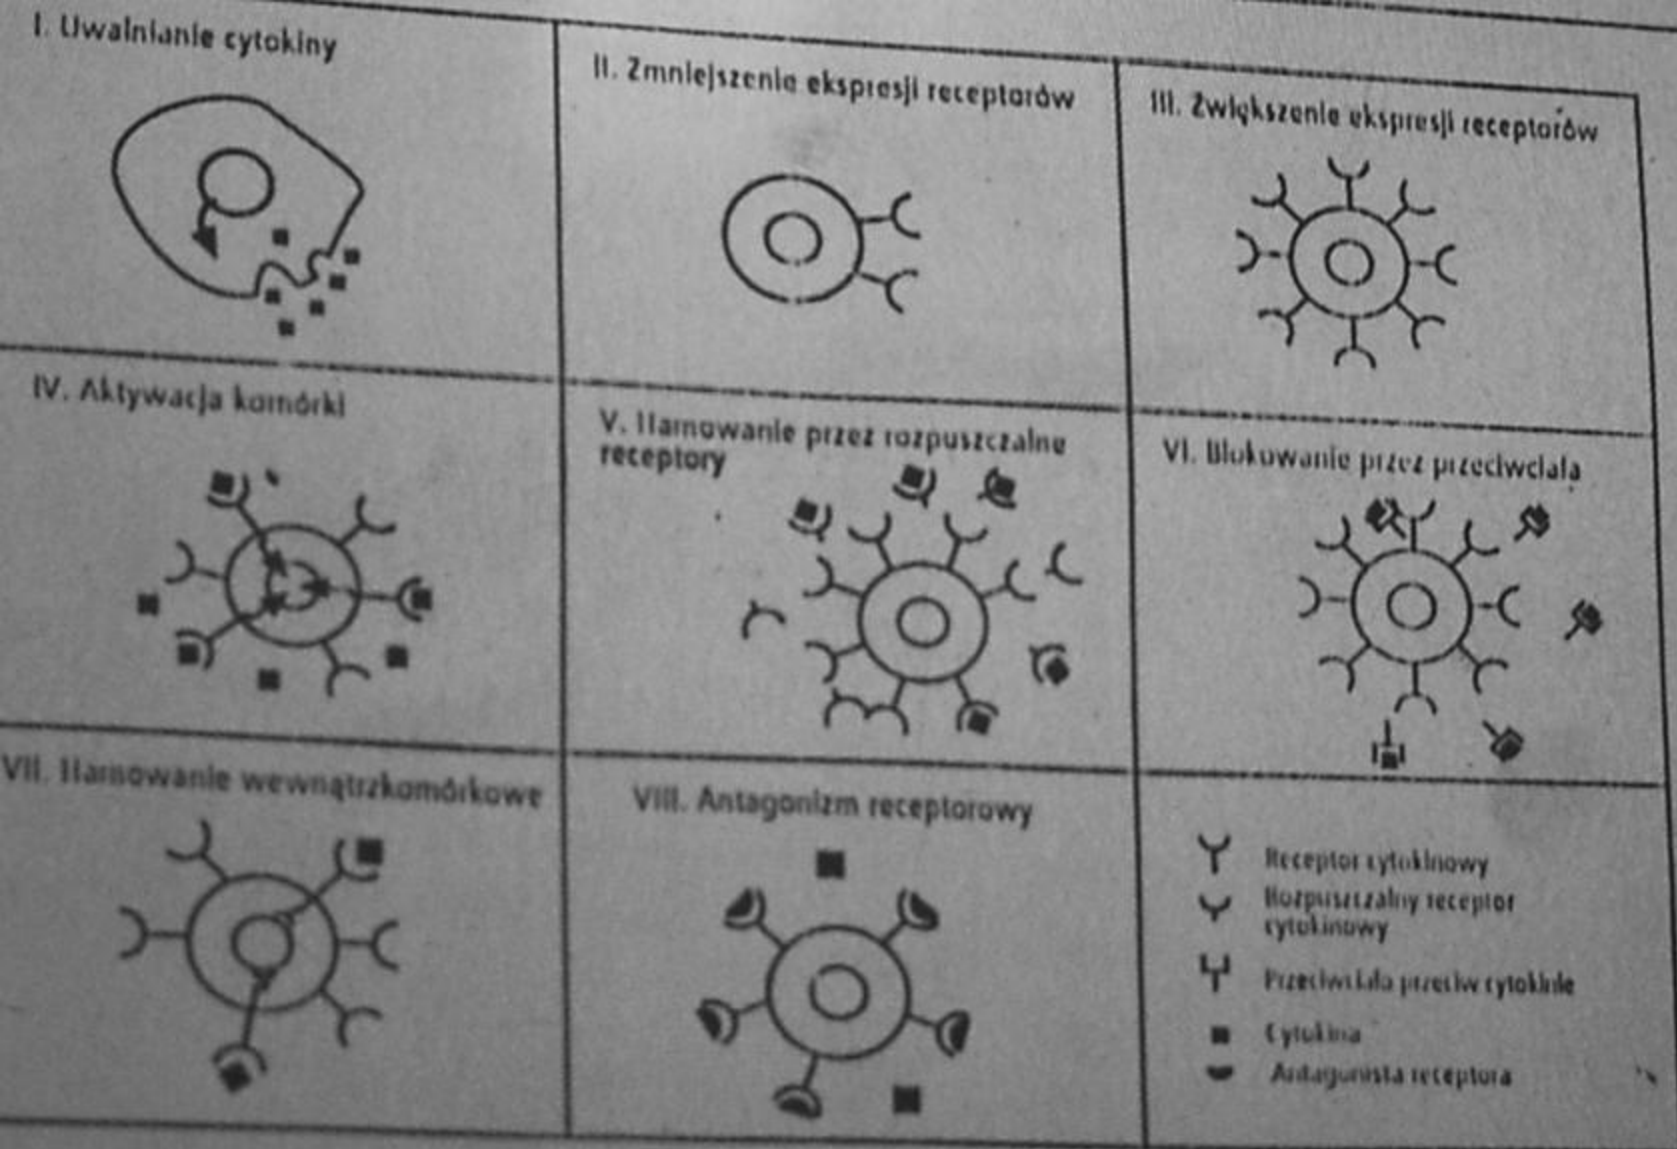 I. Uwalnianie cytokiny
II. Zmniejszenie ekspresji receptorów
III. Zwiększenie ekspresji receptorów
IV. Aktywacja komórki
V. Hamowanie przez rozpuszczalne
receptory
VI. Blokowanie przez przeciwciała
VII. Hamowanie wewnątrzkomórkowe
VIII. Antagonizm receptorowy
Receptor cytokinowy
Rozpuszczalny receptor
cytokinowy
Przeciwciało przeciw cytokinie
Cytokina
Antagonista receptora